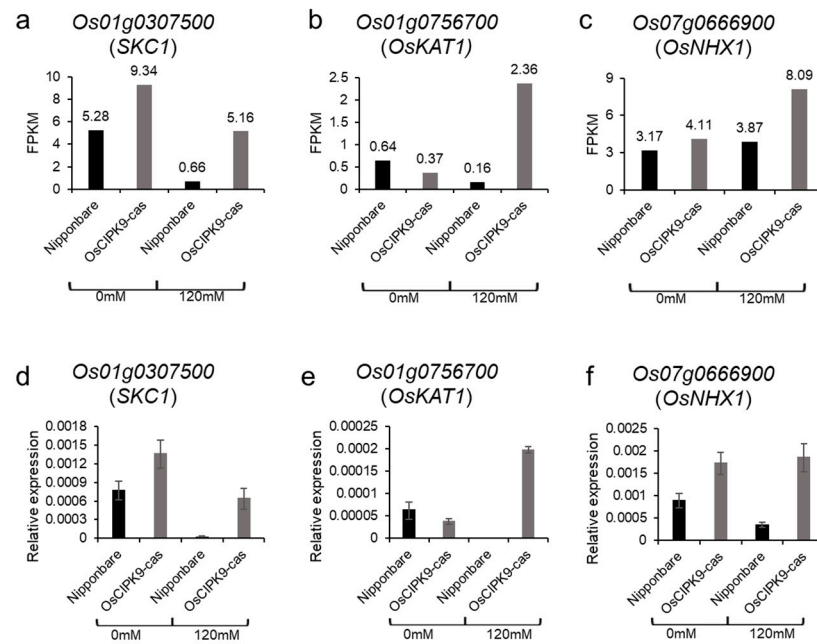 a
Os01g0307500
(SKC1)
FPKM
10
8
6
4
2
0
5.28
9.34
0.66
5.16
Nipponbare
OsCIPK9-cas
Nipponbare
OsCIPK9-cas
0mM
120mM
b
Os01g0756700
(OsKAT1)
FPKM
2.5
2
1.5
1
0.5
0
0.64
0.37
0.16
2.36
Nipponbare
OsCIPK9-cas
Nipponbare
OsCIPK9-cas
0mM
120mM
c
Os07g0666900
(OsNHX1)
FPKM
9
6
3
0
3.17
4.11
3.87
8.09
Nipponbare
OsCIPK9-cas
Nipponbare
OsCIPK9-cas
0mM
120mM
d
Os01g0307500
(SKC1)
Relative expression
0.0018
0.0015
0.0012
0.0009
0.0006
0.0003
0
Nipponbare
OsCIPK9-cas
Nipponbare
OsCIPK9-cas
0mM
120mM
e
Os01g0756700
(OsKAT1)
Relative expression
0.00025
0.0002
0.00015
0.0001
0.00005
0
Nipponbare
OsCIPK9-cas
Nipponbare
OsCIPK9-cas
0mM
120mM
f
Os07g0666900
(OsNHX1)
Relative expression
0.0025
0.002
0.0015
0.001
0.0005
0
Nipponbare
OsCIPK9-cas
Nipponbare
OsCIPK9-cas
0mM
120mM